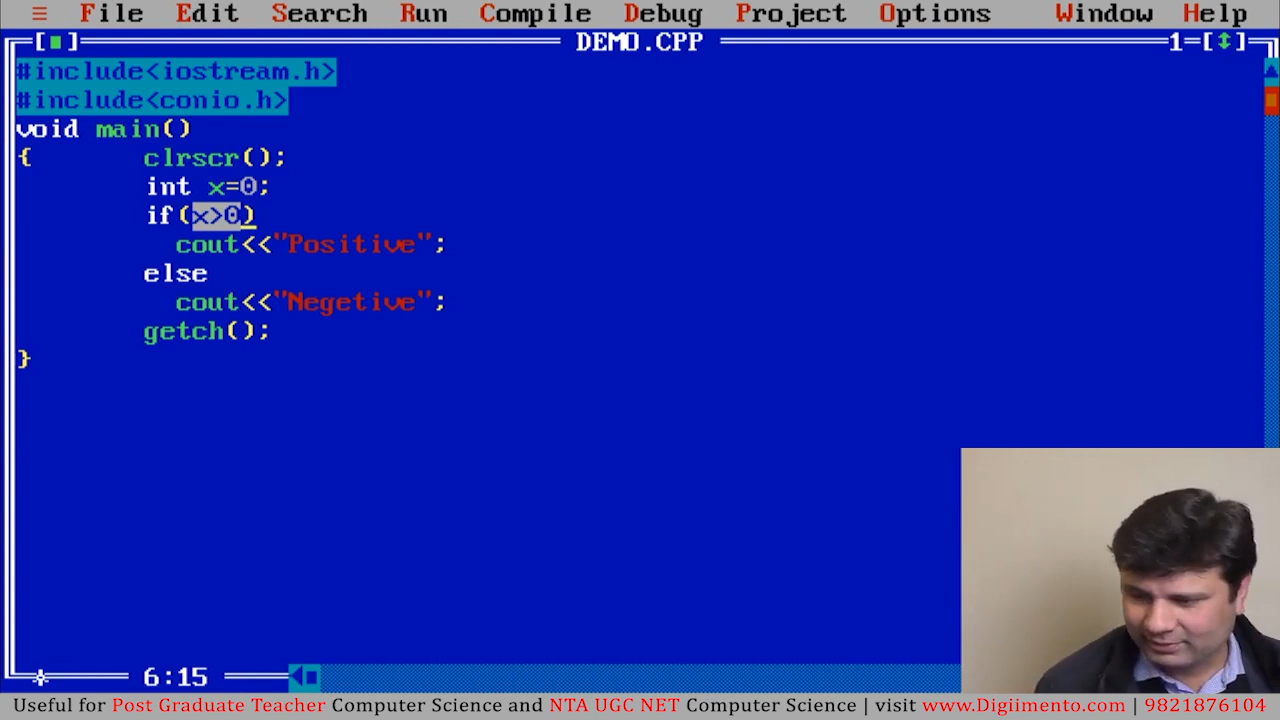 ≡ File Edit Search Run Compile Debug Project Options Window Help
[■] DEMO.CPP 1=[↕]
#include<iostream.h>
#include<conio.h>
void main()
{ clrscr();
int x=0;
if(x>0)
cout<<"Positive";
else
cout<<"Negetive";
getch();
}
6:15
Useful for Post Graduate Teacher Computer Science and NTA UGC NET Computer Science | visit www.Digiimento.com | 9821876104